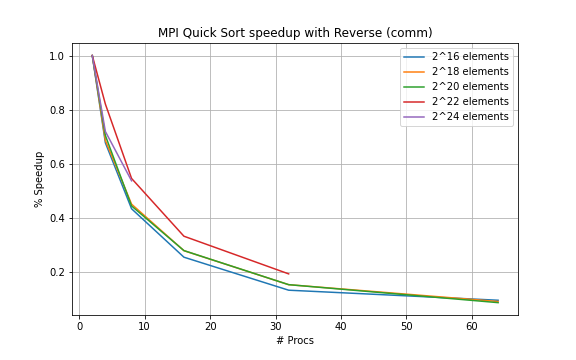 MPI Quick Sort speedup with Reverse (comm)
2^16 elements
2^18 elements
2^20 elements
2^22 elements
2^24 elements
% Speedup
1.0
0.8
0.6
0.4
0.2
0 10 20 30 40 50 60
# Procs